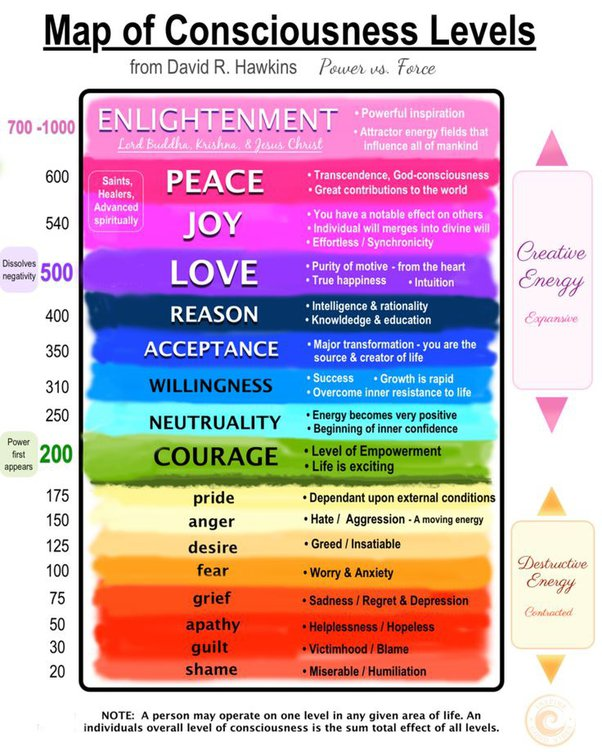 Map of Consciousness Levels
from David R. Hawkins Power vs. Force
700 -1000
ENLIGHTENMENT
Lord Buddha, Krishna, & Jesus Christ
• Powerful inspiration
• Attractor energy fields that
influence all of mankind
600
Saints,
Healers,
Advanced
spiritually
PEACE
• Transcendence, God-consciousness
• Great contributions to the world
540
JOY
• You have a notable effect on others
• Individual will merges into divine will
• Effortless / Synchronicity
Dissolves
negativity
500
LOVE
• Purity of motive - from the heart
• True happiness • Intuition
400
REASON
• Intelligence & rationality
• Knowldedge & education
350
ACCEPTANCE
• Major transformation - you are the
source & creator of life
310
WILLINGNESS
• Success • Growth is rapid
• Overcome inner resistance to life
250
NEUTRUALITY
• Energy becomes very positive
• Beginning of inner confidence
Power
first
appears
200
COURAGE
• Level of Empowerment
• Life is exciting
175
pride
• Dependant upon external conditions
150
anger
• Hate / Aggression - A moving energy
125
desire
• Greed / Insatiable
100
fear
• Worry & Anxiety
75
grief
• Sadness / Regret & Depression
50
apathy
• Helplessness / Hopeless
30
guilt
• Victimhood / Blame
20
shame
• Miserable / Humiliation
Creative
Energy
Expansive
Destructive
Energy
Contracted
NOTE: A person may operate on one level in any given area of life. An
individuals overall level of consciousness is the sum total effect of all levels.